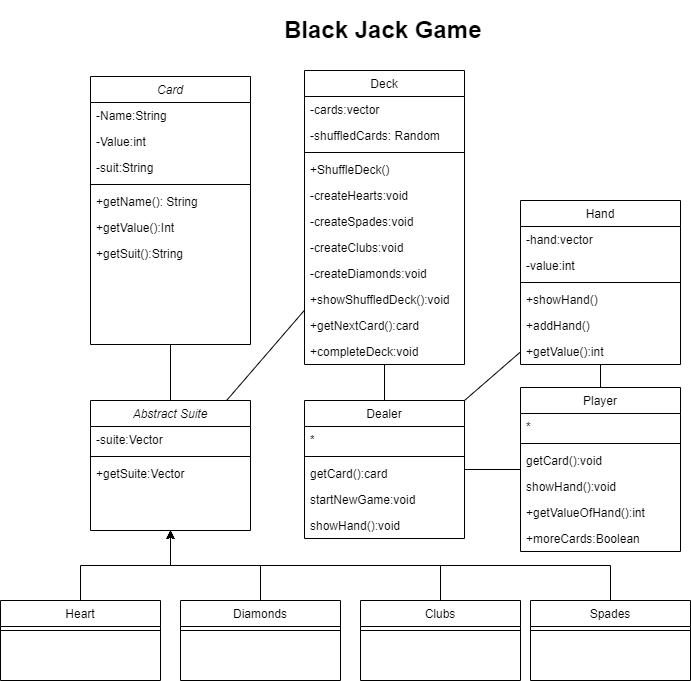 Black Jack Game
Card
-Name:String
-Value:int
-suit:String
+getName(): String
+getValue():Int
+getSuit():String
Deck
-cards:vector
-shuffledCards: Random
+ShuffleDeck()
-createHearts:void
-createSpades:void
-createClubs:void
-createDiamonds:void
+showShuffledDeck():void
+getNextCard():card
+completeDeck:void
Hand
-hand:vector
-value:int
+showHand()
+addHand()
+getValue():int
Abstract Suite
-suite:Vector
+getSuite:Vector
Dealer
*
getCard():card
startNewGame:void
showHand():void
Player
*
getCard():void
showHand():void
+getValueOfHand():int
+moreCards:Boolean
Heart
Diamonds
Clubs
Spades